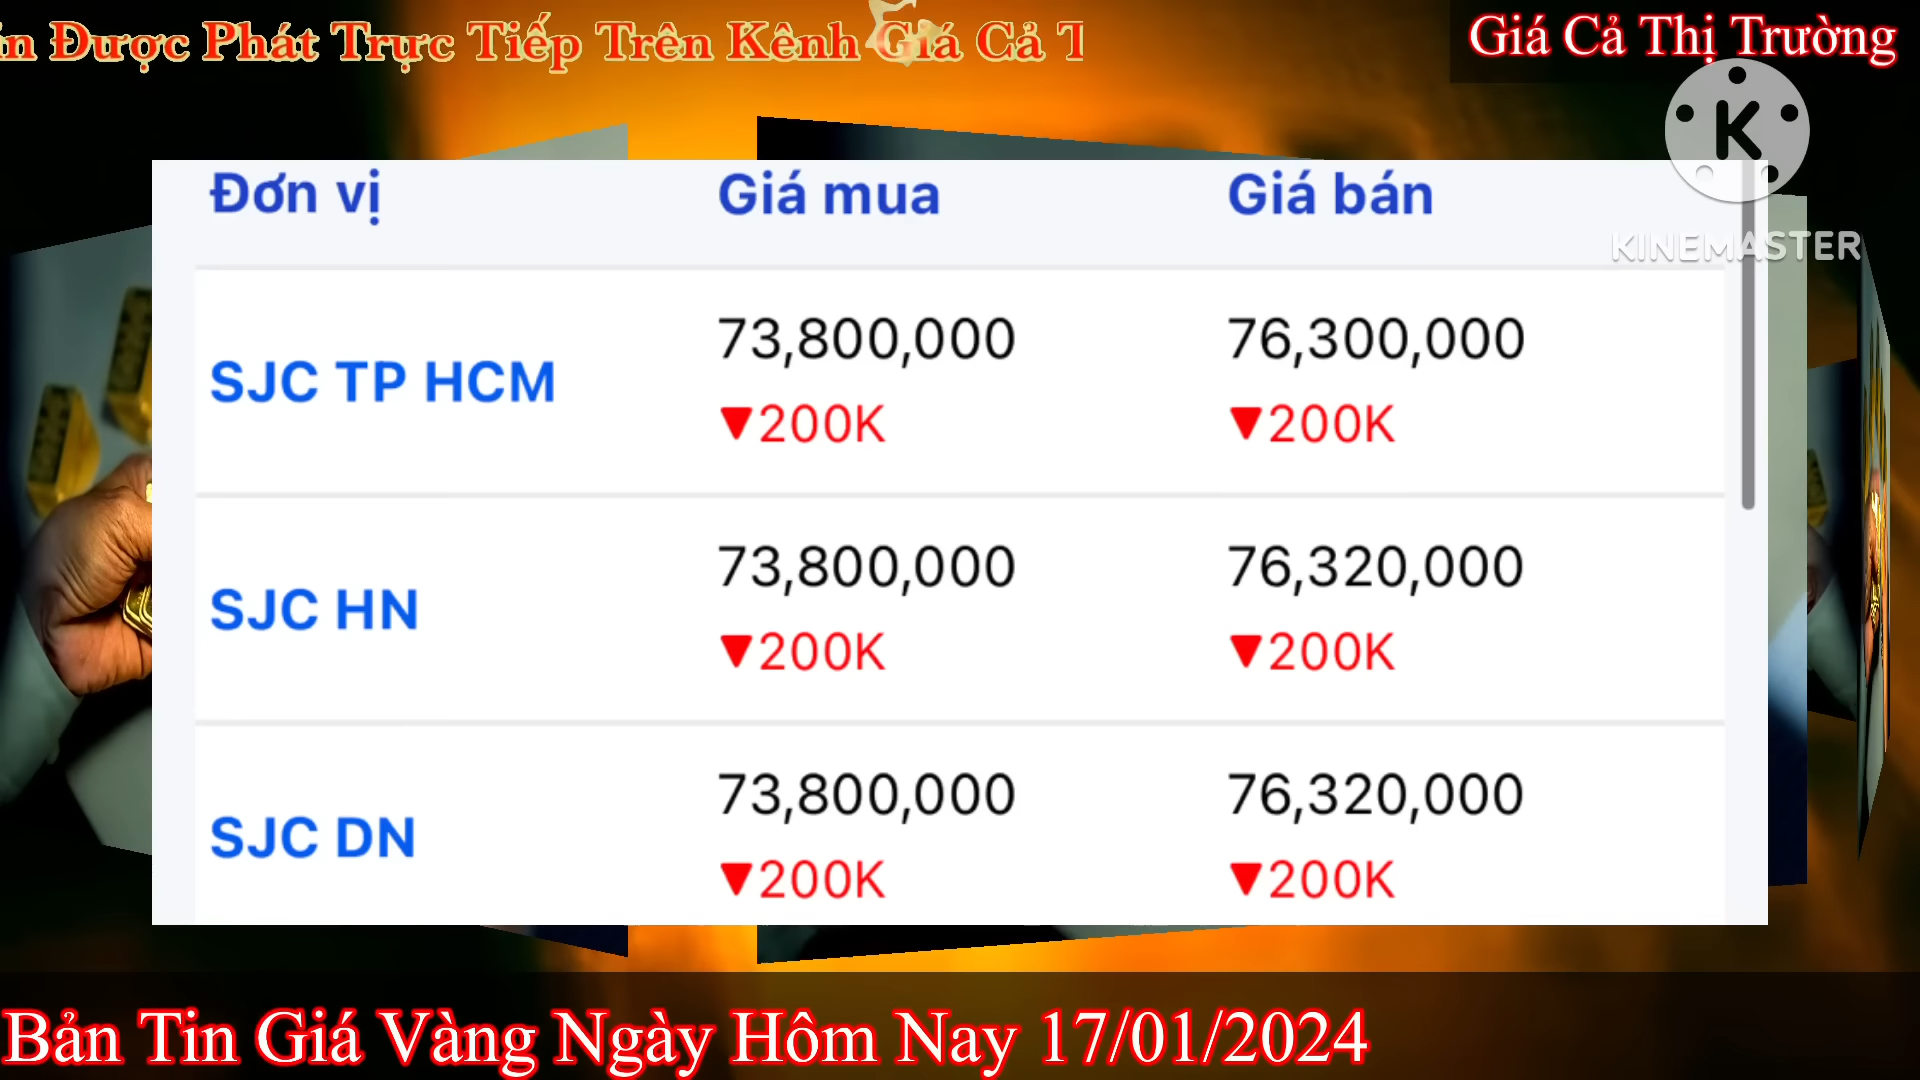 Được Phát Trực Tiếp Trên Kênh Giá Cả
Giá Cả Thị Trường
K
KINEMASTER
Đơn vị Giá mua Giá bán
SJC TP HCM 73,800,000 76,300,000
▼200K ▼200K
SJC HN 73,800,000 76,320,000
▼200K ▼200K
SJC DN 73,800,000 76,320,000
▼200K ▼200K
Bản Tin Giá Vàng Ngày Hôm Nay 17/01/2024